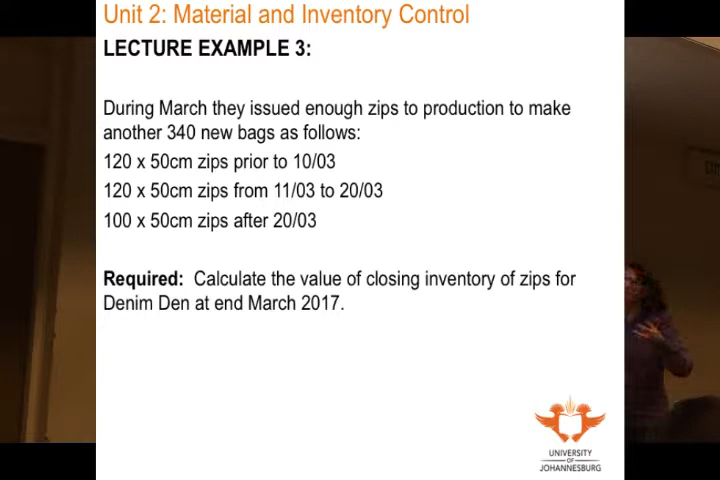 Unit 2: Material and Inventory Control
LECTURE EXAMPLE 3:
During March they issued enough zips to production to make
another 340 new bags as follows:
120 x 50cm zips prior to 10/03
120 x 50cm zips from 11/03 to 20/03
100 x 50cm zips after 20/03
Required: Calculate the value of closing inventory of zips for
Denim Den at end March 2017.
UNIVERSITY
OF
JOHANNESBURG